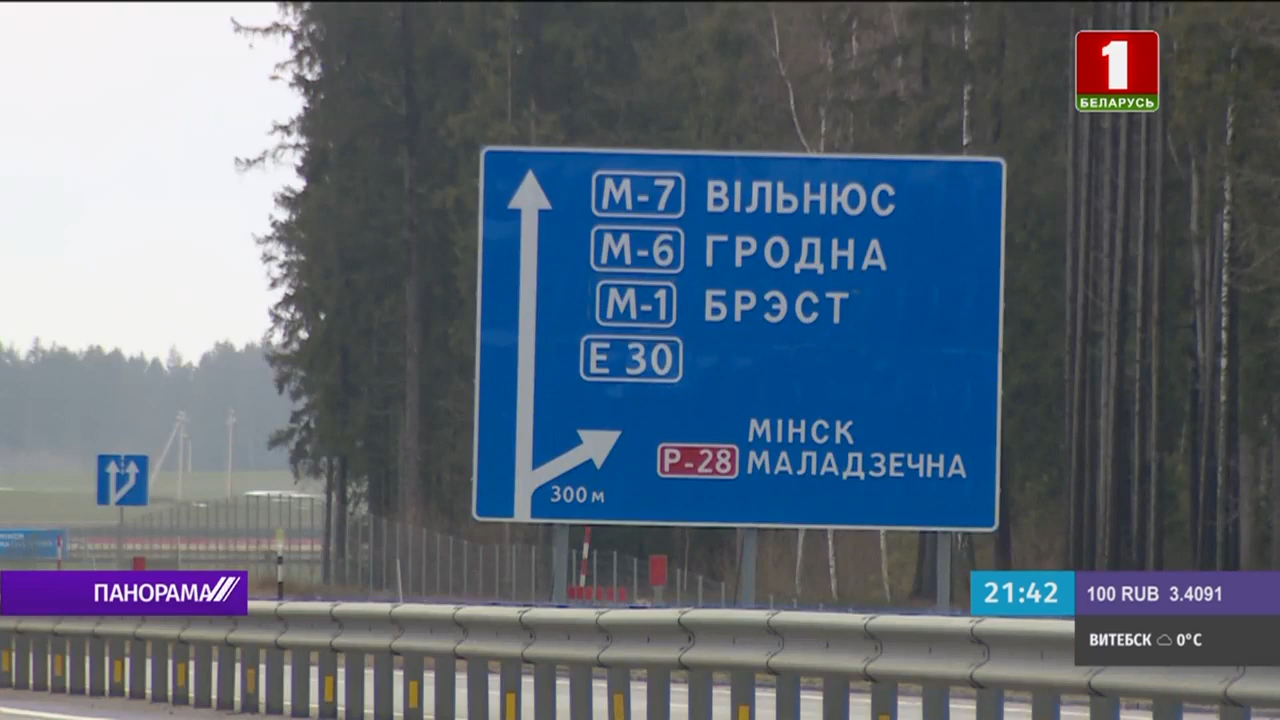 1
БЕЛАРУСЬ
М-7 ВІЛЬНЮС
М-6 ГРОДНА
М-1 БРЭСТ
Е 30
МІНСК
Р-28 МАЛАДЗЕЧНА
300 м
ПАНОРАМА
21:42 100 RUB 3.4091
ВИТЕБСК 0°C